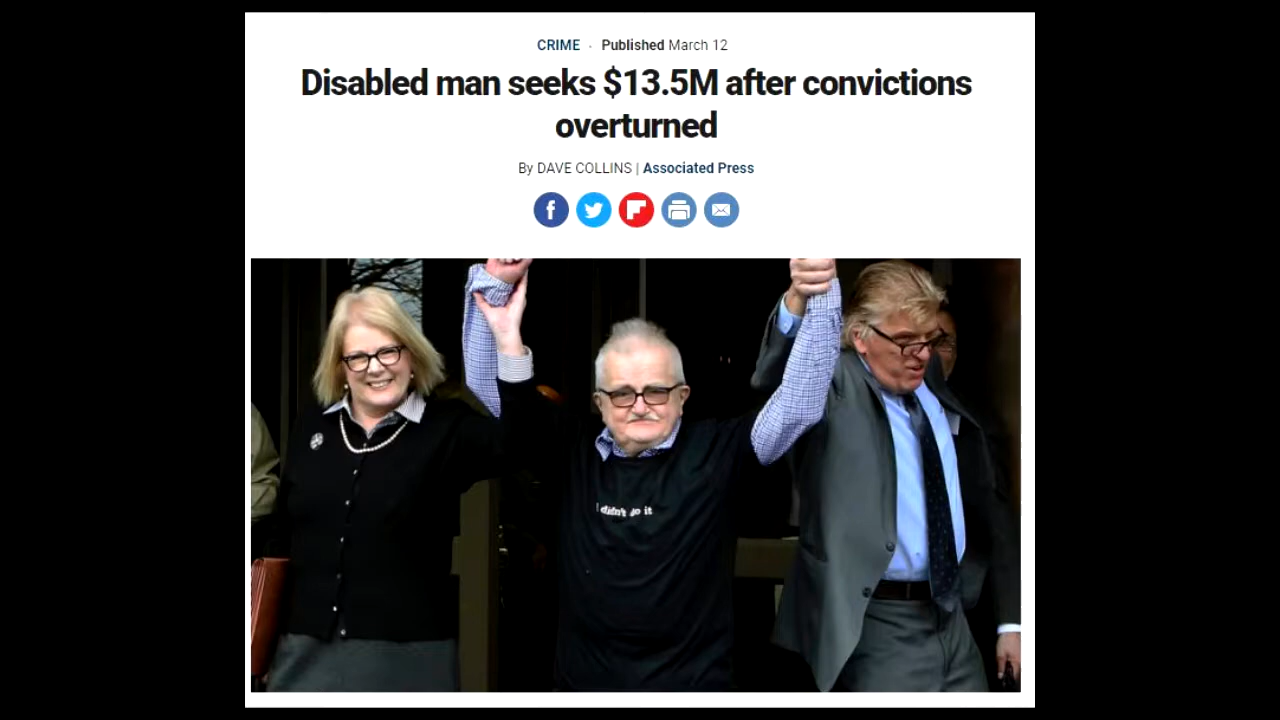 CRIME · Published March 12
Disabled man seeks $13.5M after convictions
overturned
By DAVE COLLINS | Associated Press
I didn't do it